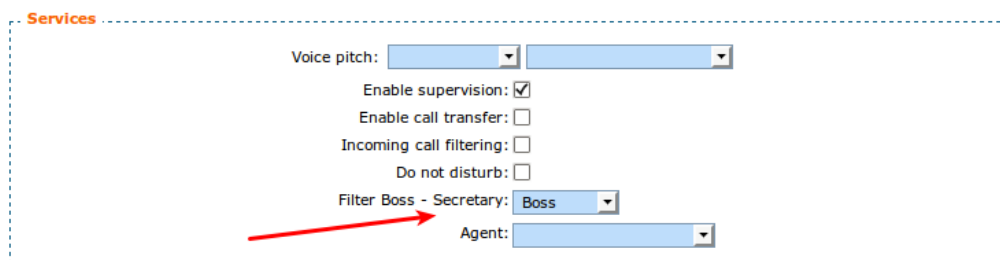 Services
Voice pitch:
Enable supervision:
Enable call transfer:
Incoming call filtering:
Do not disturb:
Filter Boss - Secretary: Boss
Agent: